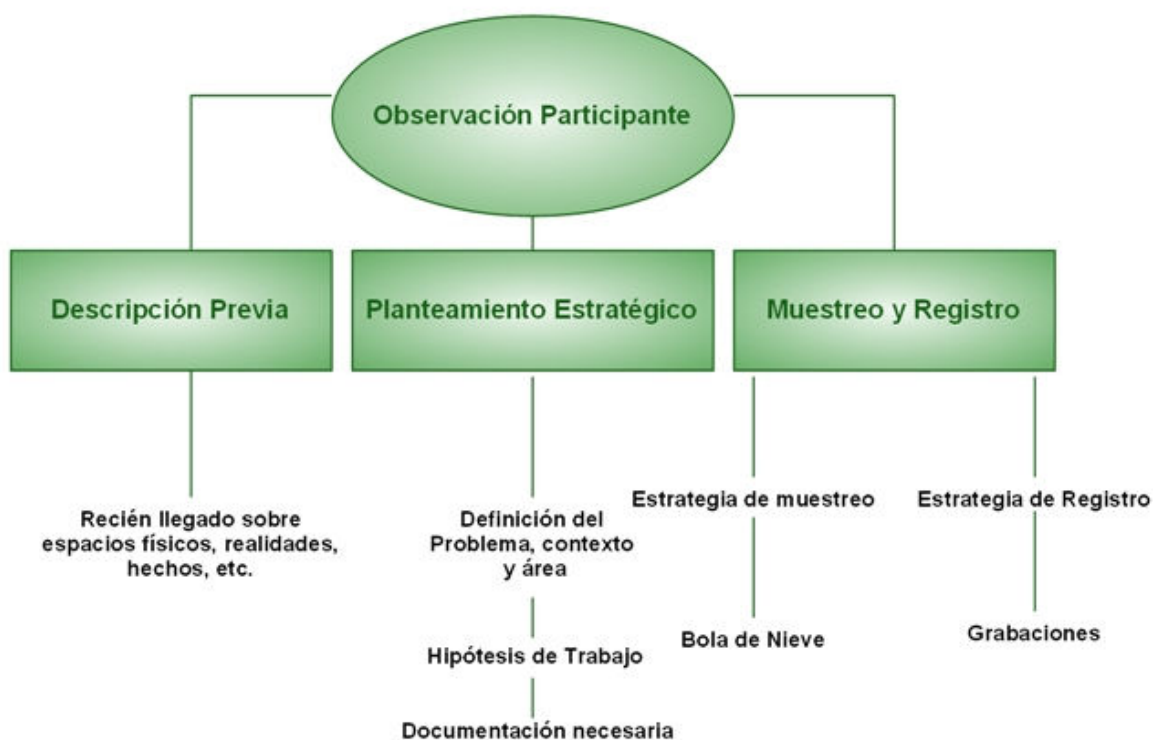 Observación Participante
Descripción Previa
Planteamiento Estratégico
Muestreo y Registro
Recién llegado sobre
espacios físicos, realidades,
hechos, etc.
Definición del
Problema, contexto
y área
Hipótesis de Trabajo
Documentación necesaria
Estrategia de muestreo
Bola de Nieve
Estrategia de Registro
Grabaciones